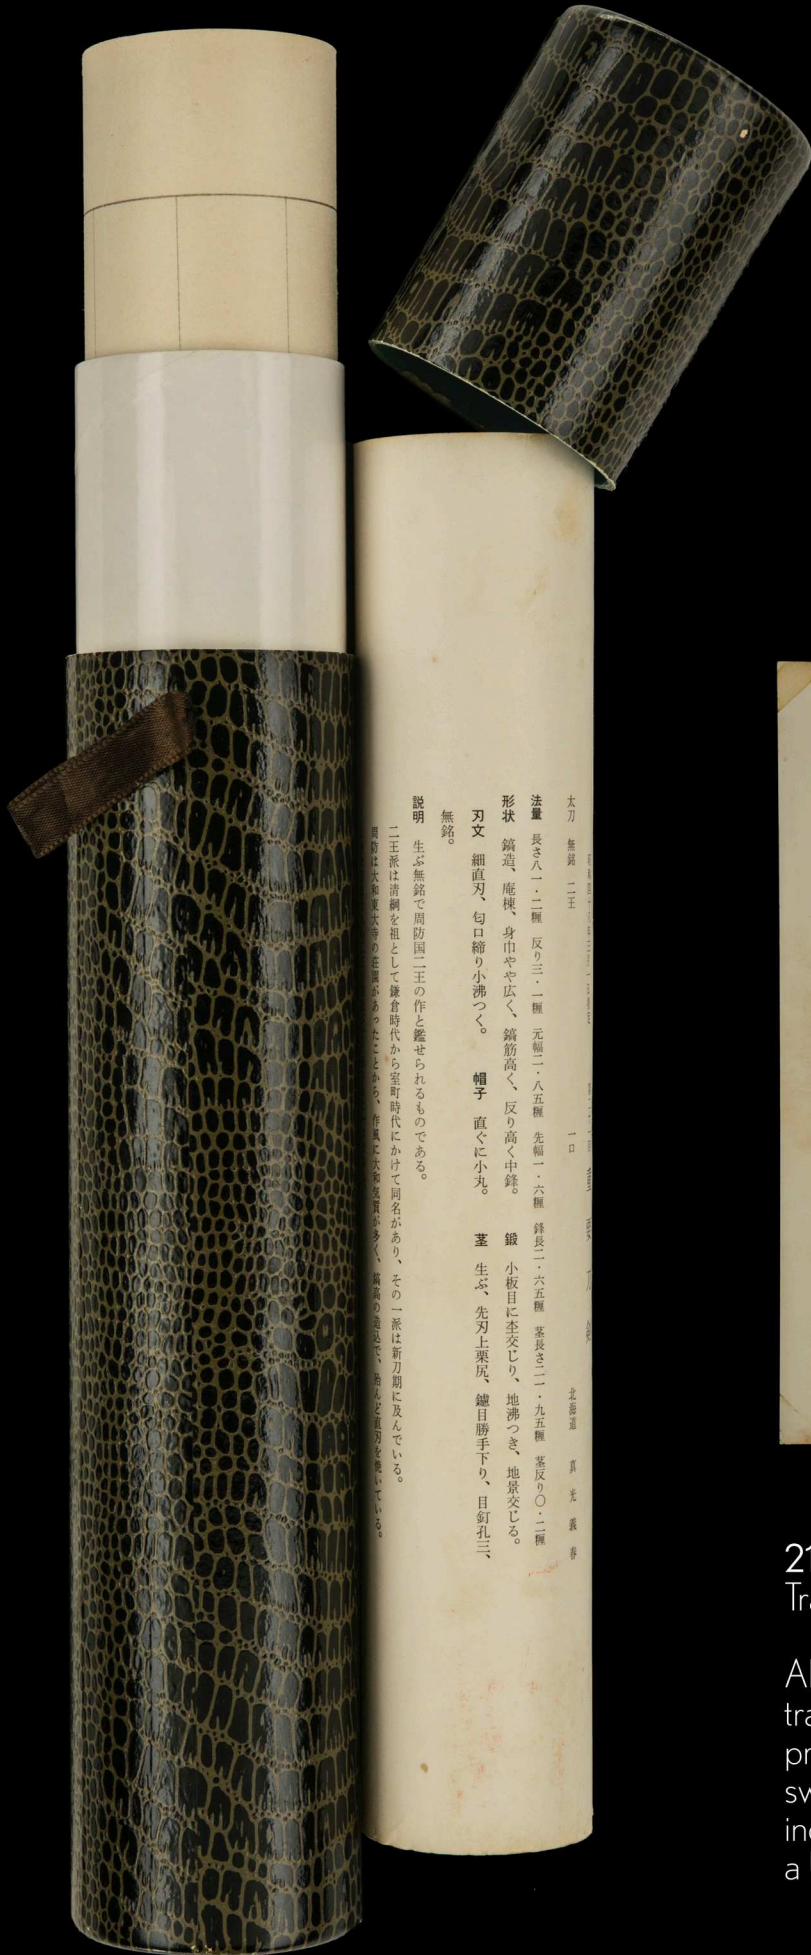 重要刀剣
太刀　無銘　二王　一口　北海道　真光義春
法量　長さ八一・二糎　反り三・一糎　元幅二・八五糎　先幅一・六糎　鋒長二・六五糎　茎長さ二一・九五糎　茎反り〇・二糎
形状　鎬造、庵棟、身巾やや広く、鎬筋高く、反り高く中鋒。　鍛　小板目に杢交じり、地沸つき、地景交じる。
刃文　細直刃、匂口締り小沸つく。　帽子　直ぐに小丸。　茎　生ぶ、先刃上栗尻、鑢目勝手下り、目釘孔三、
無銘。
説明　生ぶ無銘で周防国二王の作と鑑せられるものである。
二王派は清綱を祖として鎌倉時代から室町時代にかけて同名があり、その一派は新刀期に及んでいる。
周防は大和東大寺の荘園があったことから、作風に大和気質が多く、鎬高の造込で、殆んど直刃を焼いている。
21
Tra
Al
tra
pr
sw
inc
a